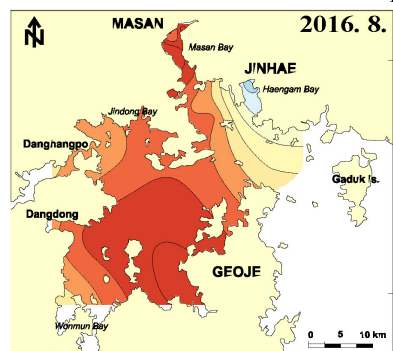 MASAN
2016. 8.
N
Masan Bay
JINHAE
Haengam Bay
Jindong Bay
Danghangpo
Gaduk Is.
Dangdong
GEOJE
Wonmun Bay
0 5 10 km